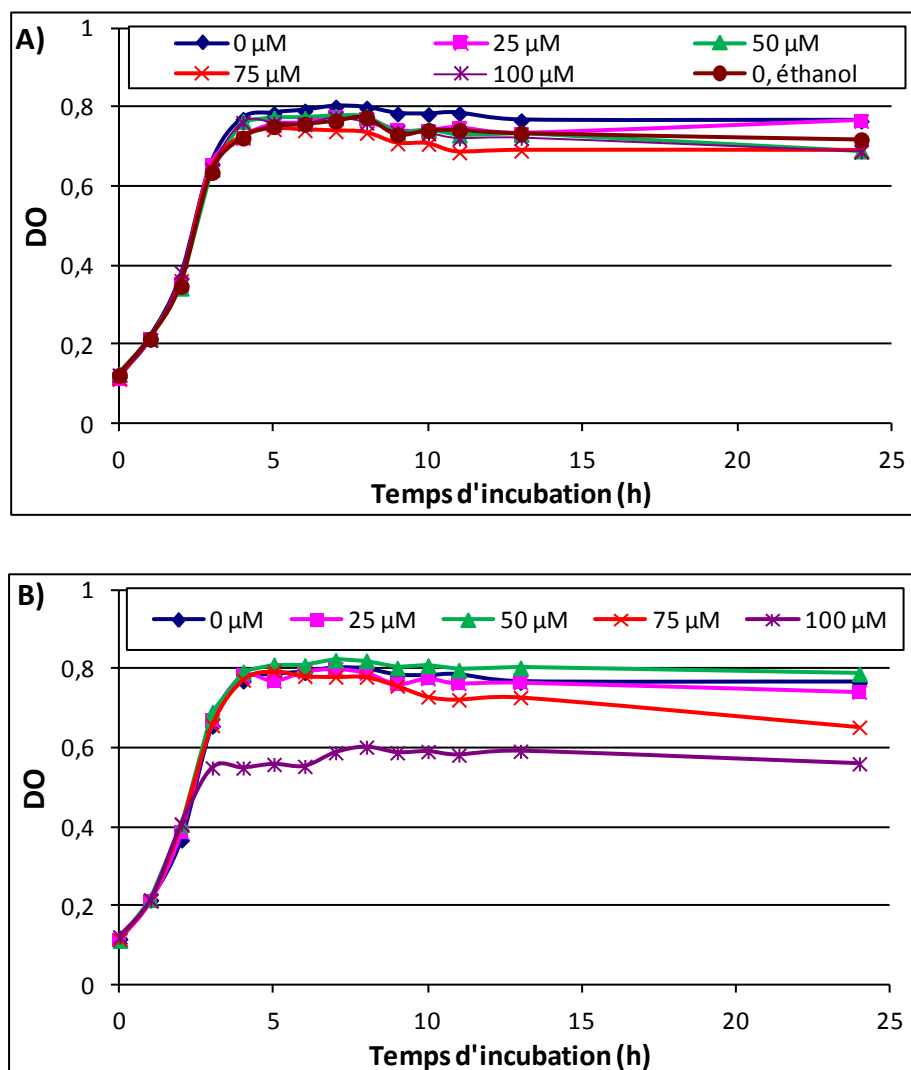 A)
0 µM 25 µM 50 µM
75 µM 100 µM 0, éthanol
1
0,8
0,6
0,4
0,2
0
DO
0 5 10 15 20 25
Temps d'incubation (h)
B)
0 µM 25 µM 50 µM 75 µM 100 µM
1
0,8
0,6
0,4
0,2
0
DO
0 5 10 15 20 25
Temps d'incubation (h)